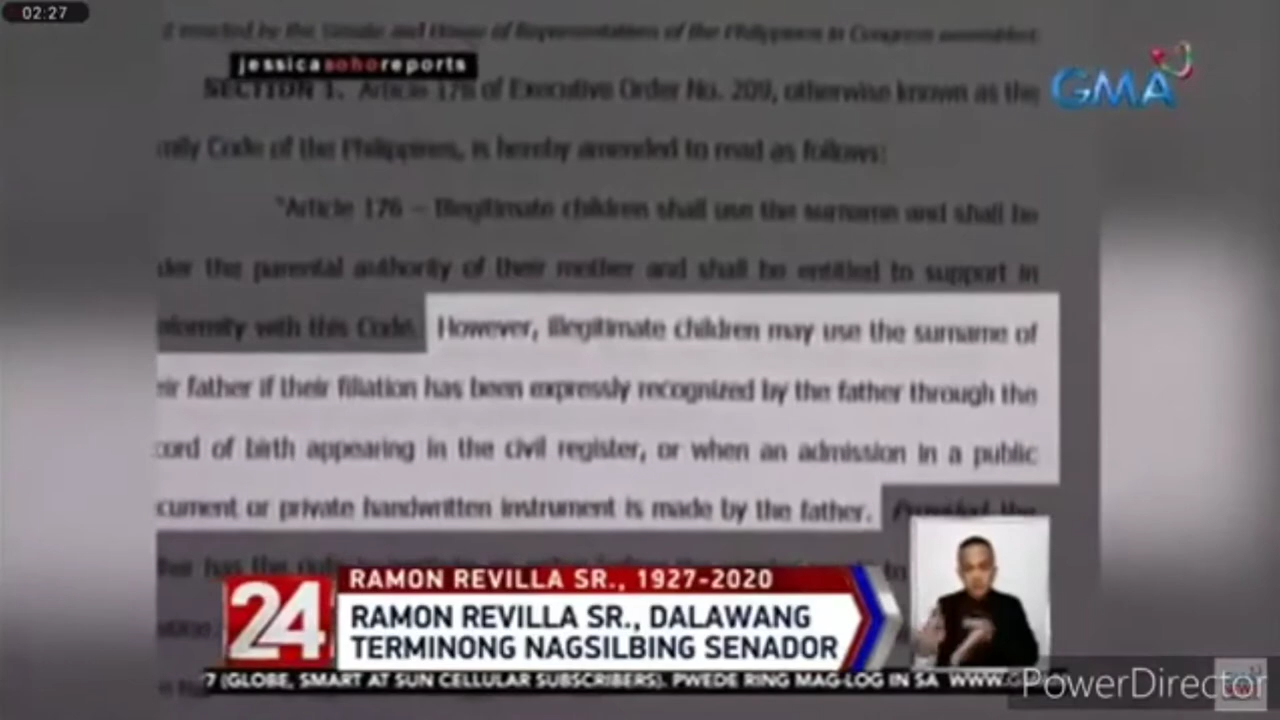 02:27
enacted by the Senate and House of Representatives of the Philippines in Congress assembled:
jessicasohoreports
GMA
SECTION 1. Article 176 of Executive Order No. 209, otherwise known as the
mily Code of the Philippines, is hereby amended to read as follows:
"Article 176 – Illegitimate children shall use the surname and shall be
der the parental authority of their mother and shall be entitled to support in
nformity with this Code. However, illegitimate children may use the surname of
eir father if their filiation has been expressly recognized by the father through the
cord of birth appearing in the civil register, or when an admission in a public
cument or private handwritten instrument is made by the father. Provided, the
has the right to
24
RAMON REVILLA SR., 1927-2020
RAMON REVILLA SR., DALAWANG
TERMINONG NAGSILBING SENADOR
7 (GLOBE, SMART AT SUN CELLULAR SUBSCRIBERS). PWEDE RING MAG-LOG IN SA WWW.
PowerDirector